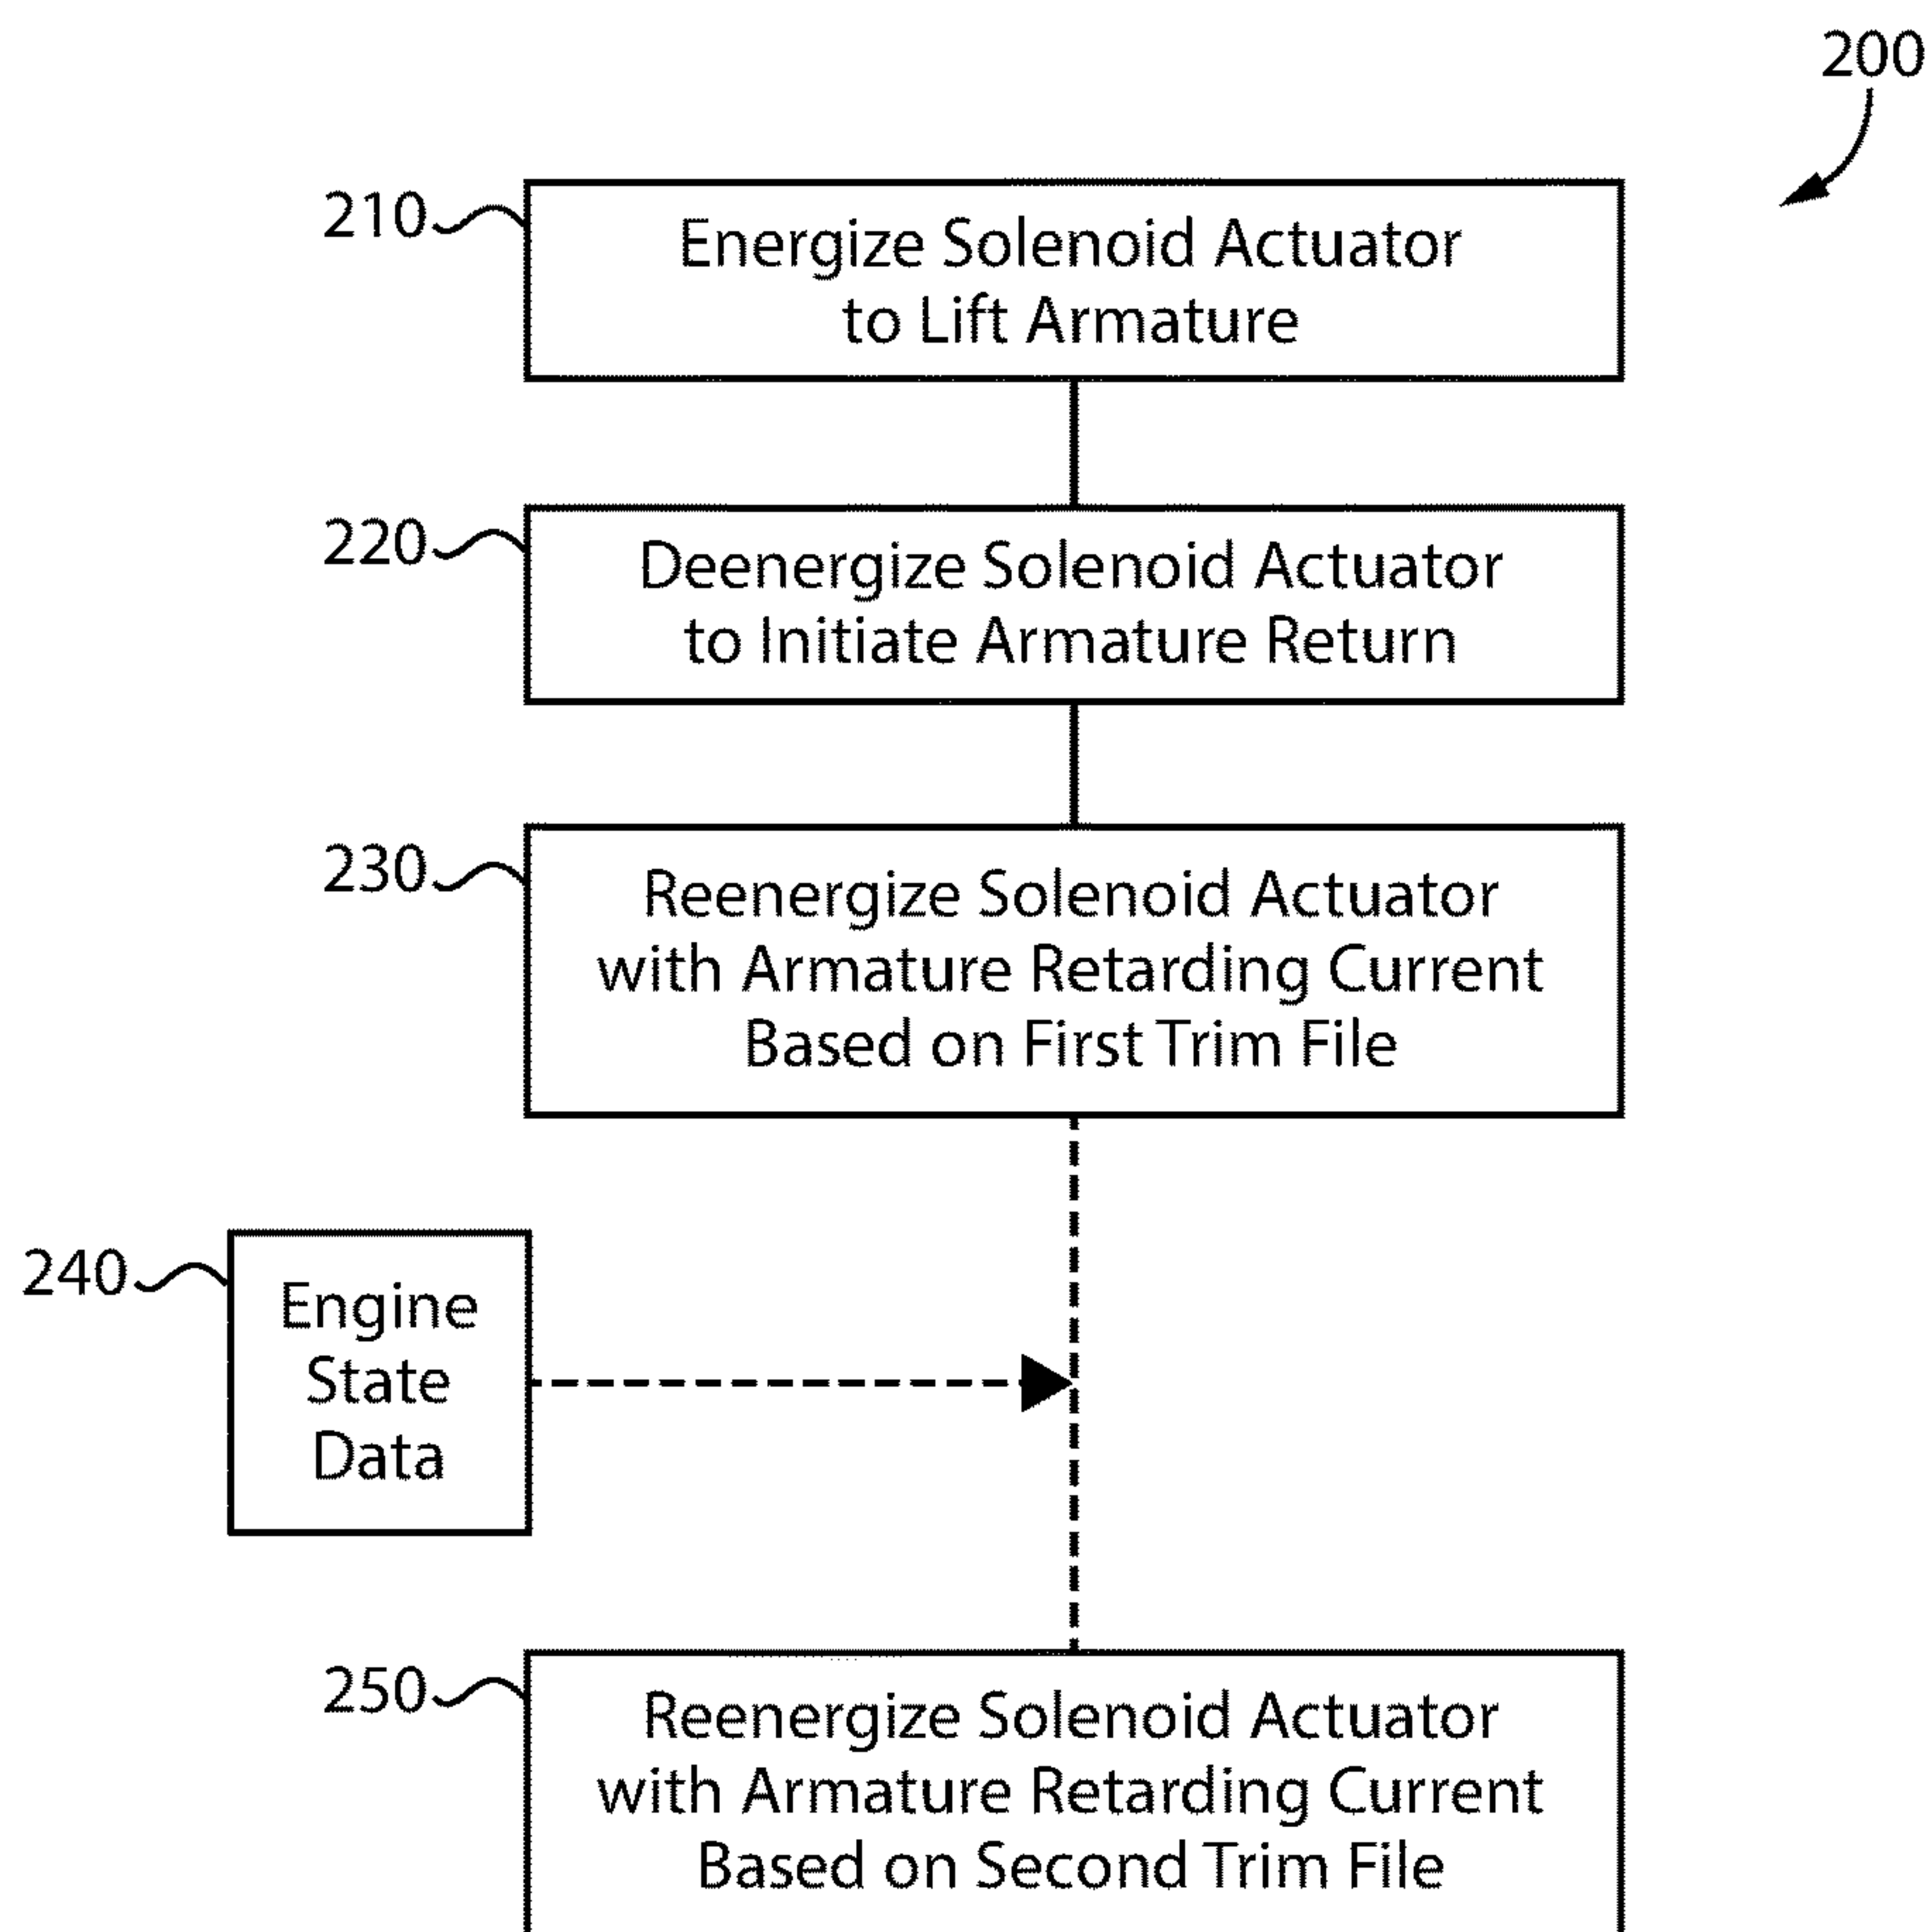 200
210
Energize Solenoid Actuator
to Lift Armature
220
Deenergize Solenoid Actuator
to Initiate Armature Return
230
Reenergize Solenoid Actuator
with Armature Retarding Current
Based on First Trim File
240
Engine
State
Data
250
Reenergize Solenoid Actuator
with Armature Retarding Current
Based on Second Trim File